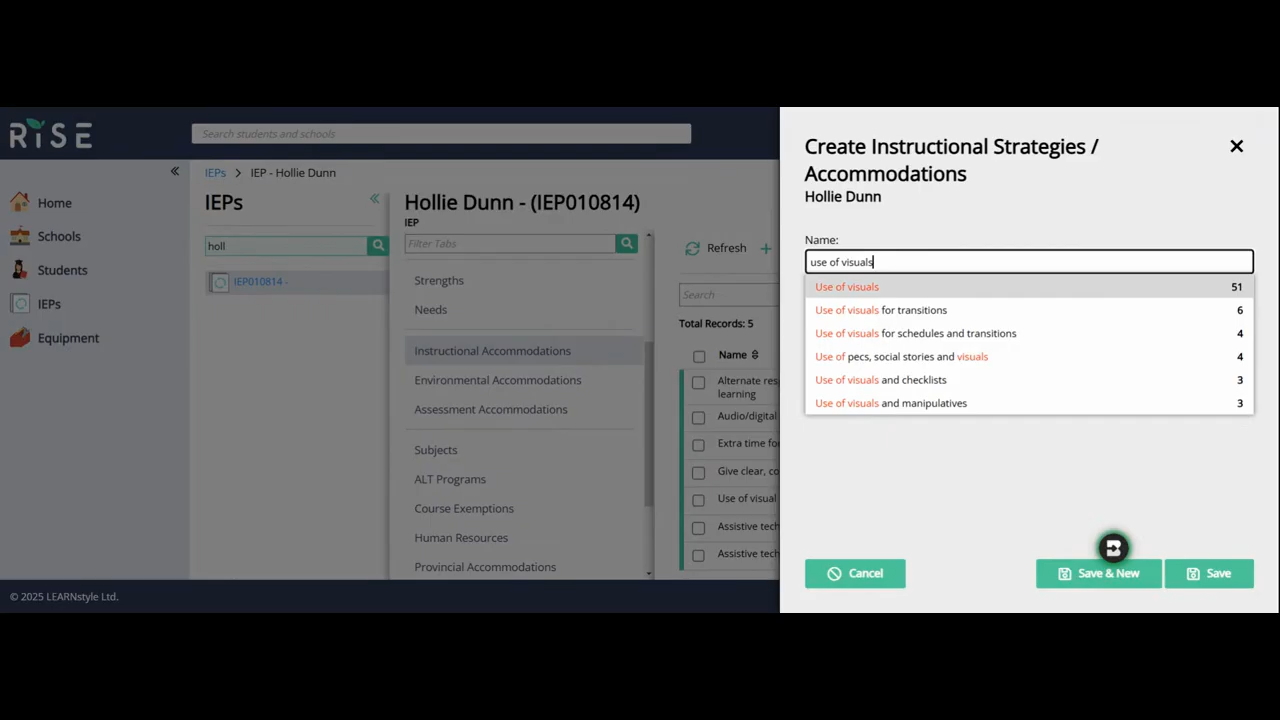 RISE
Search students and schools
Home
Schools
Students
IEPs
Equipment
IEPs > IEP - Hollie Dunn
IEPs
holl
IEP010814 -
Hollie Dunn - (IEP010814)
IEP
Filter Tabs
Strengths
Needs
Instructional Accommodations
Environmental Accommodations
Assessment Accommodations
Subjects
ALT Programs
Course Exemptions
Human Resources
Provincial Accommodations
Refresh
Search
Total Records: 5
Name
Alternate res
learning
Audio/digital
Extra time fo
Give clear, co
Use of visual
Assistive tech
Assistive tech
Create Instructional Strategies /
Accommodations
Hollie Dunn
Name:
use of visuals
Use of visuals 51
Use of visuals for transitions 6
Use of visuals for schedules and transitions 4
Use of pecs, social stories and visuals 4
Use of visuals and checklists 3
Use of visuals and manipulatives 3
Cancel
Save & New
Save
© 2025 LEARNstyle Ltd.